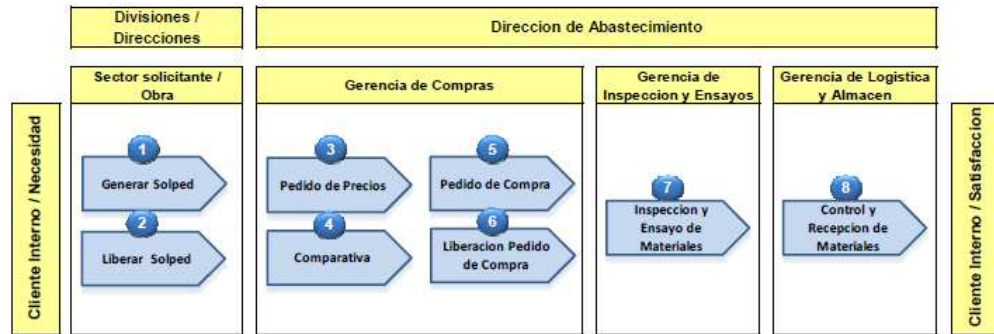 Divisiones /
Direcciones
Direccion de Abastecimiento
Sector solicitante /
Obra
Gerencia de Compras
Gerencia de
Inspeccion y Ensayos
Gerencia de Logistica
y Almacen
Cliente Interno / Necesidad
1
Generar Solped
2
Liberar Solped
3
Pedido de Precios
4
Comparativa
5
Pedido de Compra
6
Liberacion Pedido
de Compra
7
Inspeccion y
Ensayo de
Materiales
8
Control y
Recepcion de
Materiales
Cliente Interno / Satisfaccion